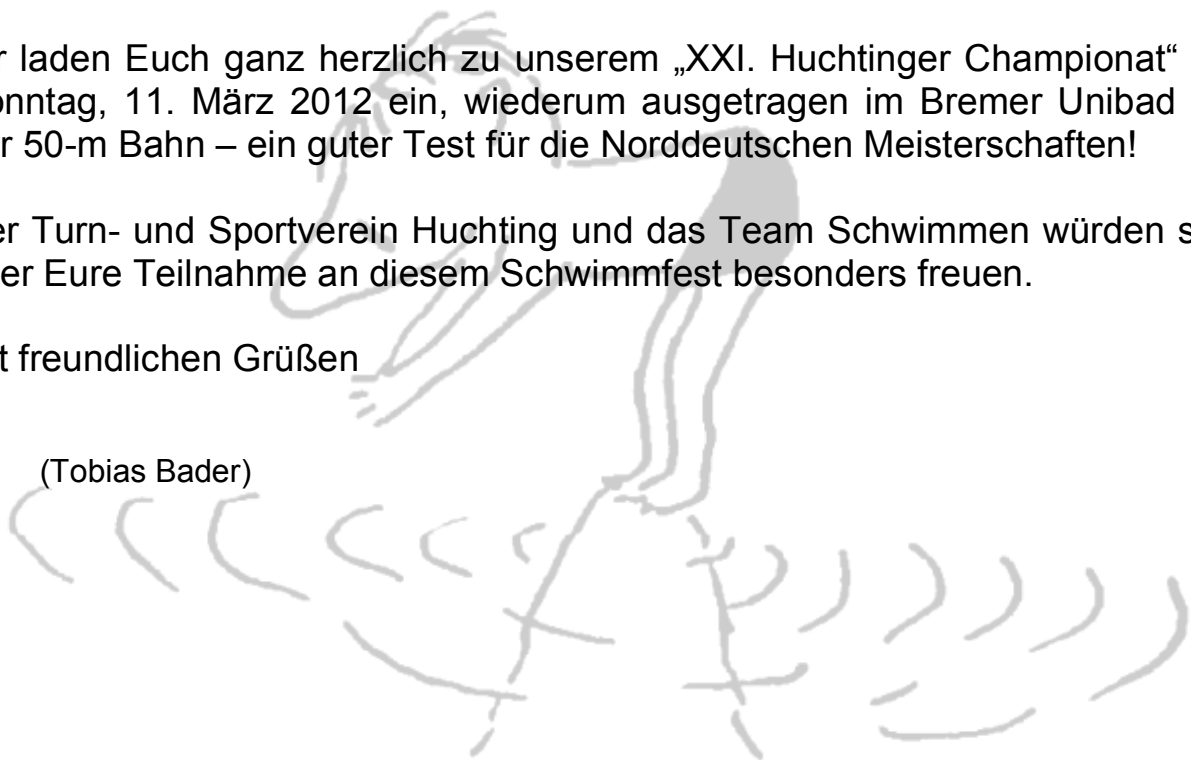 r laden Euch ganz herzlich zu unserem „XXI. Huchtinger Championat“
onntag, 11. März 2012 ein, wiederum ausgetragen im Bremer Unibad
r 50-m Bahn – ein guter Test für die Norddeutschen Meisterschaften!
er Turn- und Sportverein Huchting und das Team Schwimmen würden s
er Eure Teilnahme an diesem Schwimmfest besonders freuen.
t freundlichen Grüßen
(Tobias Bader)